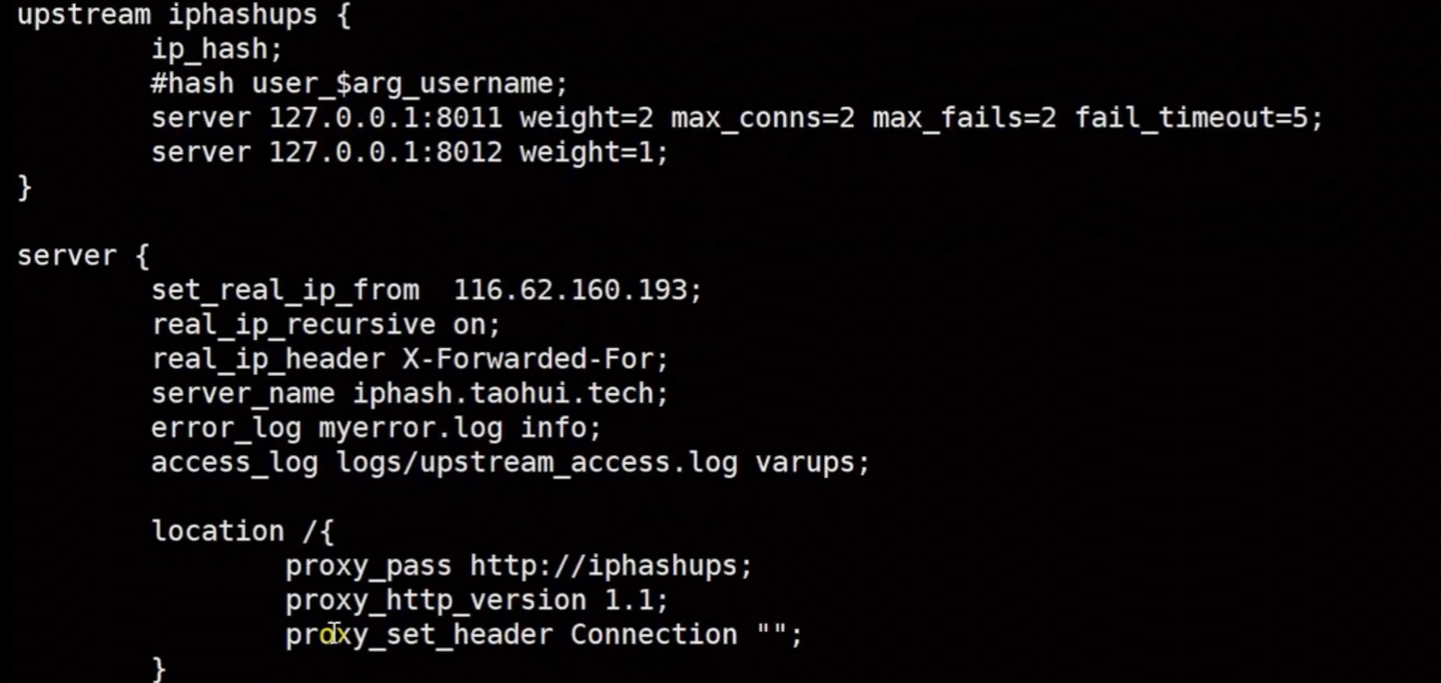 upstream iphashups {
ip_hash;
#hash user_$arg_username;
server 127.0.0.1:8011 weight=2 max_conns=2 max_fails=2 fail_timeout=5;
server 127.0.0.1:8012 weight=1;
}
server {
set_real_ip_from  116.62.160.193;
real_ip_recursive on;
real_ip_header X-Forwarded-For;
server_name iphash.taohui.tech;
error_log myerror.log info;
access_log logs/upstream_access.log varups;
location /{
proxy_pass http://iphashups;
proxy_http_version 1.1;
proxy_set_header Connection "";
}